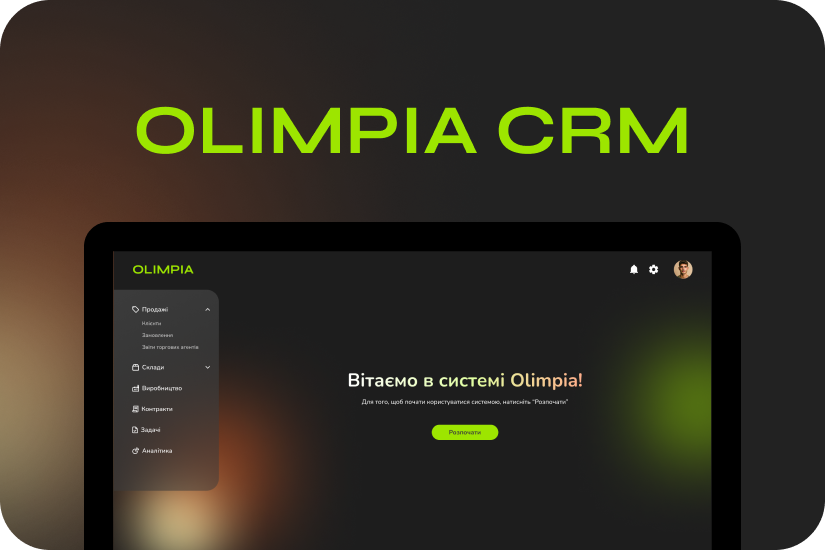 OLIMPIA CRM
OLIMPIA
Продажі
Клієнти
Замовлення
Звіти торгових агентів
Склади
Виробництво
Контракти
Задачі
Аналітика
Вітаємо в системі Olimpia!
Для того, щоб почати користуватися системою, натисніть "Розпочати"
Розпочати